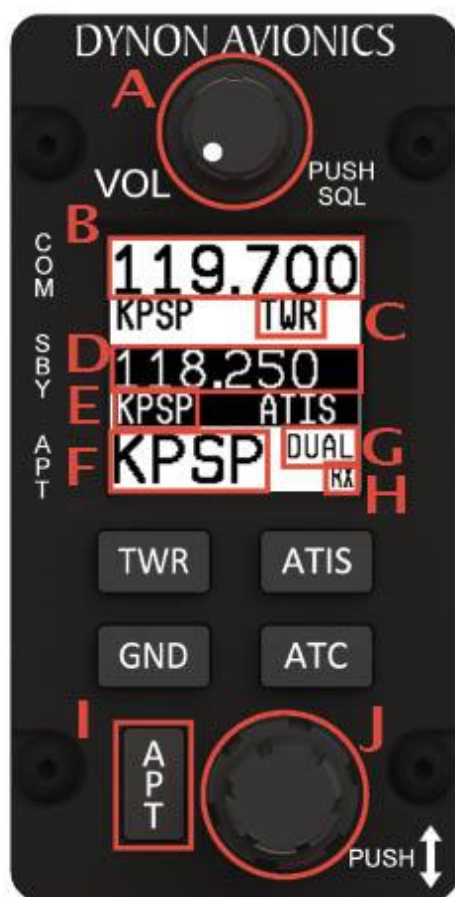 DYNON AVIONICS
A
VOL
PUSH
SQL
B
COM
119.700
KPSP TWR
C
SBY
D
118.250
E
KPSP ATIS
APT
F
KPSP
DUAL
G
RX
H
TWR ATIS
GND ATC
I
J
APT
PUSH